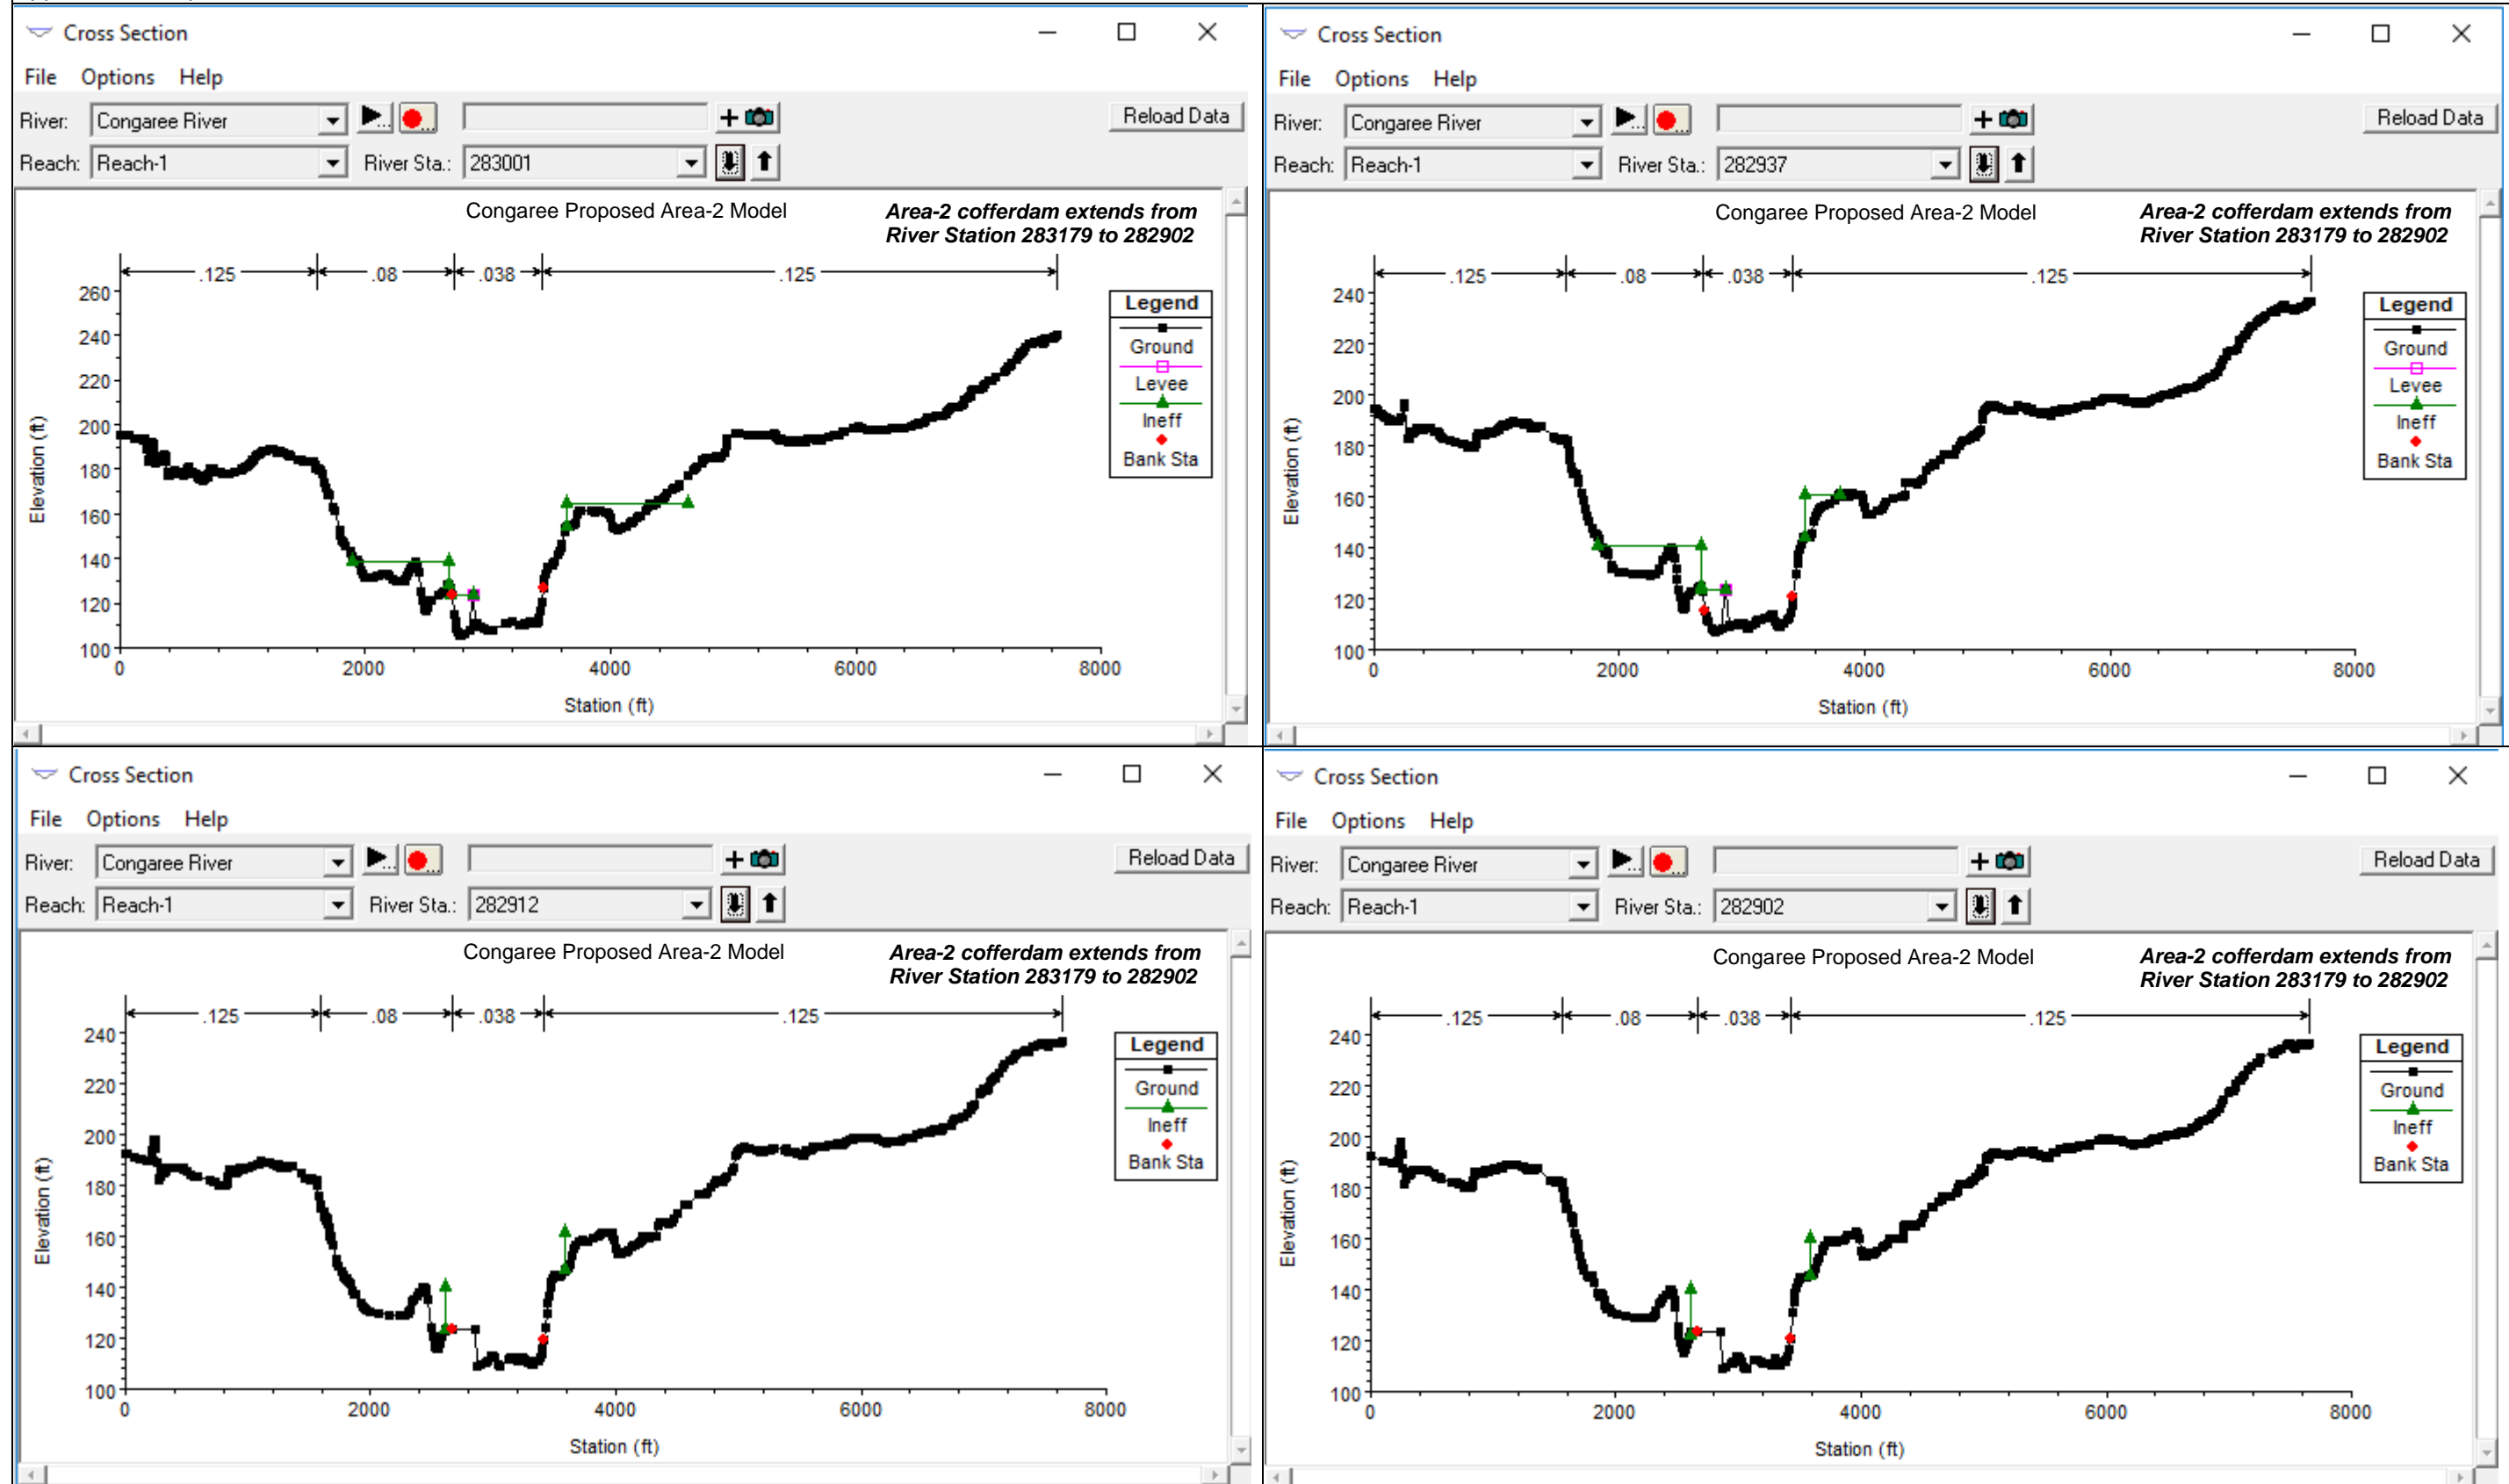 Cross Section
File Options Help
River: Congaree River
Reload Data
Reach: Reach-1 River Sta.: 283001
Congaree Proposed Area-2 Model
Area-2 cofferdam extends from
River Station 283179 to 282902
.125 .08 .038 .125
260
240
220
200
180
160
140
120
100
Elevation (ft)
0 2000 4000 6000 8000
Station (ft)
Legend
Ground
Levee
Ineff
Bank Sta
Cross Section
File Options Help
River: Congaree River
Reload Data
Reach: Reach-1 River Sta.: 282937
Congaree Proposed Area-2 Model
Area-2 cofferdam extends from
River Station 283179 to 282902
.125 .08 .038 .125
240
220
200
180
160
140
120
100
Elevation (ft)
0 2000 4000 6000 8000
Station (ft)
Legend
Ground
Levee
Ineff
Bank Sta
Cross Section
File Options Help
River: Congaree River
Reload Data
Reach: Reach-1 River Sta.: 282912
Congaree Proposed Area-2 Model
Area-2 cofferdam extends from
River Station 283179 to 282902
.125 .08 .038 .125
240
220
200
180
160
140
120
100
Elevation (ft)
0 2000 4000 6000 8000
Station (ft)
Legend
Ground
Ineff
Bank Sta
Cross Section
File Options Help
River: Congaree River
Reload Data
Reach: Reach-1 River Sta.: 282902
Congaree Proposed Area-2 Model
Area-2 cofferdam extends from
River Station 283179 to 282902
.125 .08 .038 .125
240
220
200
180
160
140
120
100
Elevation (ft)
0 2000 4000 6000 8000
Station (ft)
Legend
Ground
Ineff
Bank Sta